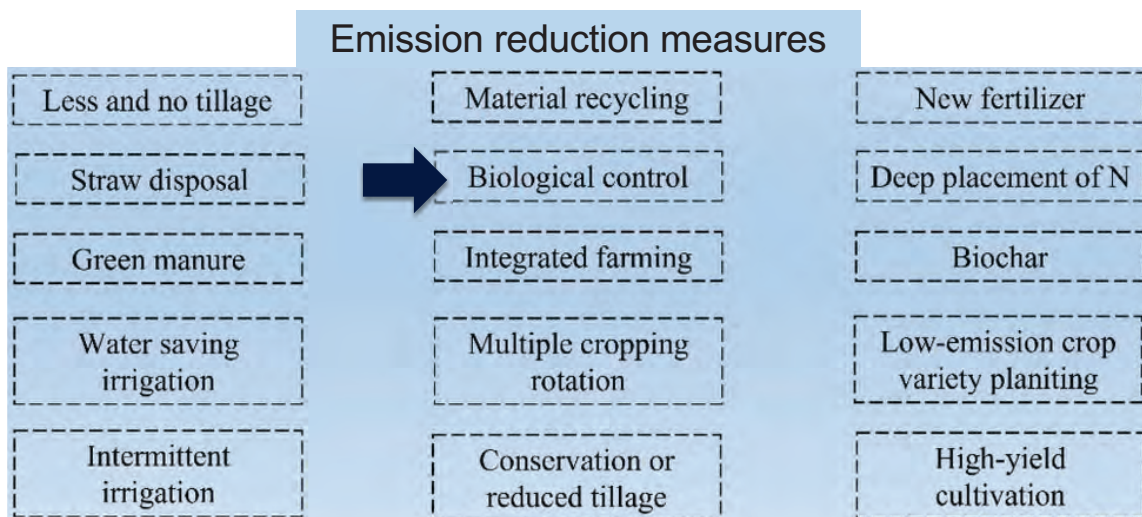 Emission reduction measures
Less and no tillage
Material recycling
New fertilizer
Straw disposal
Biological control
Deep placement of N
Green manure
Integrated farming
Biochar
Water saving
irrigation
Multiple cropping
rotation
Low-emission crop
variety planiting
Intermittent
irrigation
Conservation or
reduced tillage
High-yield
cultivation